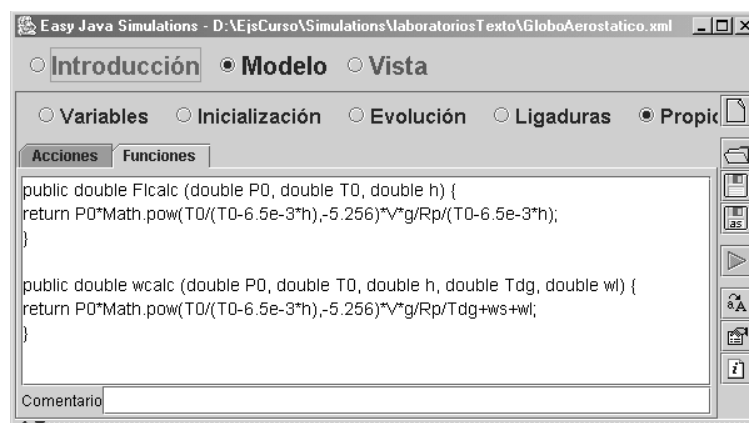 Easy Java Simulations - D:\EjsCurso\Simulations\laboratoriosTexto\GloboAerostatico.xml
Introducción Modelo Vista
Variables Inicialización Evolución Ligaduras Propic
Acciones Funciones
public double Flcalc (double P0, double T0, double h) {
return P0*Math.pow(T0/(T0-6.5e-3*h),-5.256)*V*g/Rp/(T0-6.5e-3*h);
}
public double wcalc (double P0, double T0, double h, double Tdg, double wl) {
return P0*Math.pow(T0/(T0-6.5e-3*h),-5.256)*V*g/Rp/Tdg+ws+wl;
}
as
aA
i
Comentario